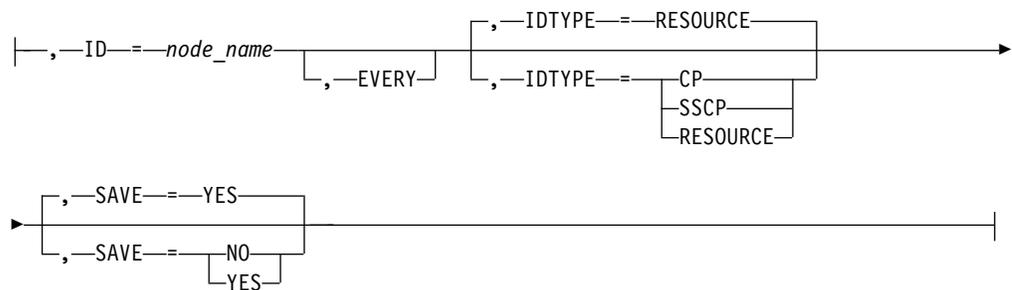 , IDTYPE = RESOURCE
, ID = node_name
, EVERY
, IDTYPE = CP
SSCP
RESOURCE
, SAVE = YES
, SAVE = NO
YES